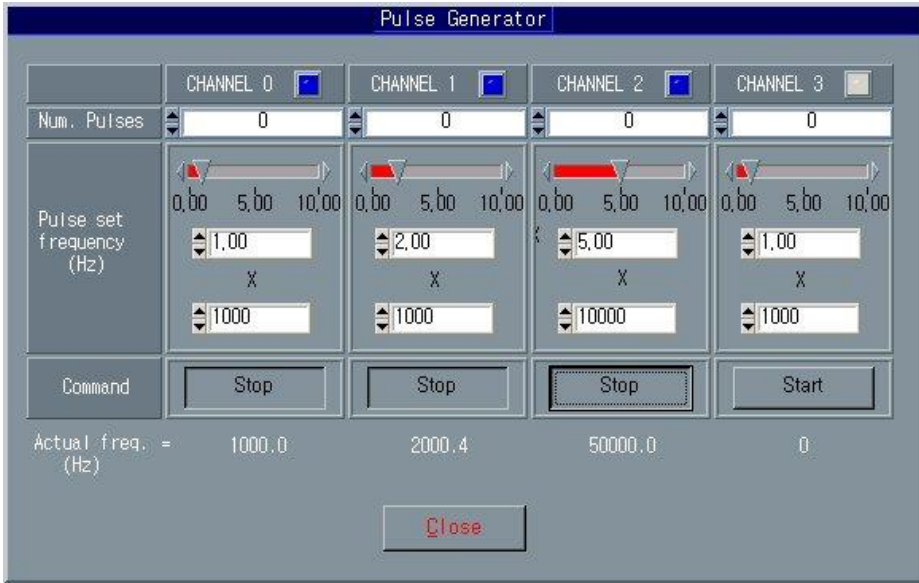 Pulse Generator
CHANNEL 0 CHANNEL 1 CHANNEL 2 CHANNEL 3
Num. Pulses 0 0 0 0
0,00 5,00 10,00 0,00 5,00 10,00 0,00 5,00 10,00 0,00 5,00 10,00
Pulse set
frequency
(Hz)
1,00 2,00 5,00 1,00
X X X X
1000 1000 10000 1000
Command Stop Stop Stop Start
Actual freq. = 1000.0 2000.4 50000.0 0
(Hz)
Close